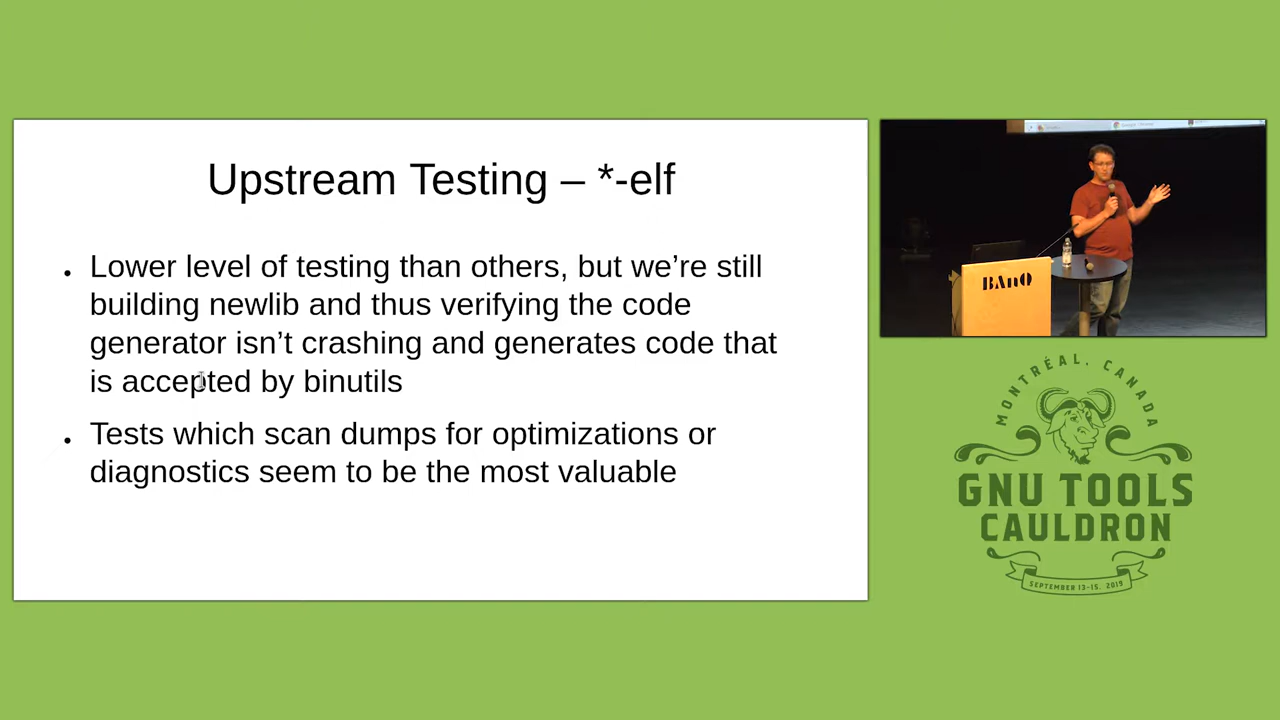 Upstream Testing – *-elf
• Lower level of testing than others, but we’re still
building newlib and thus verifying the code
generator isn’t crashing and generates code that
is accepted by binutils
• Tests which scan dumps for optimizations or
diagnostics seem to be the most valuable
BAnQ
MONTRÉAL, CANADA
GNU TOOLS
CAULDRON
SEPTEMBER 13-15, 2019